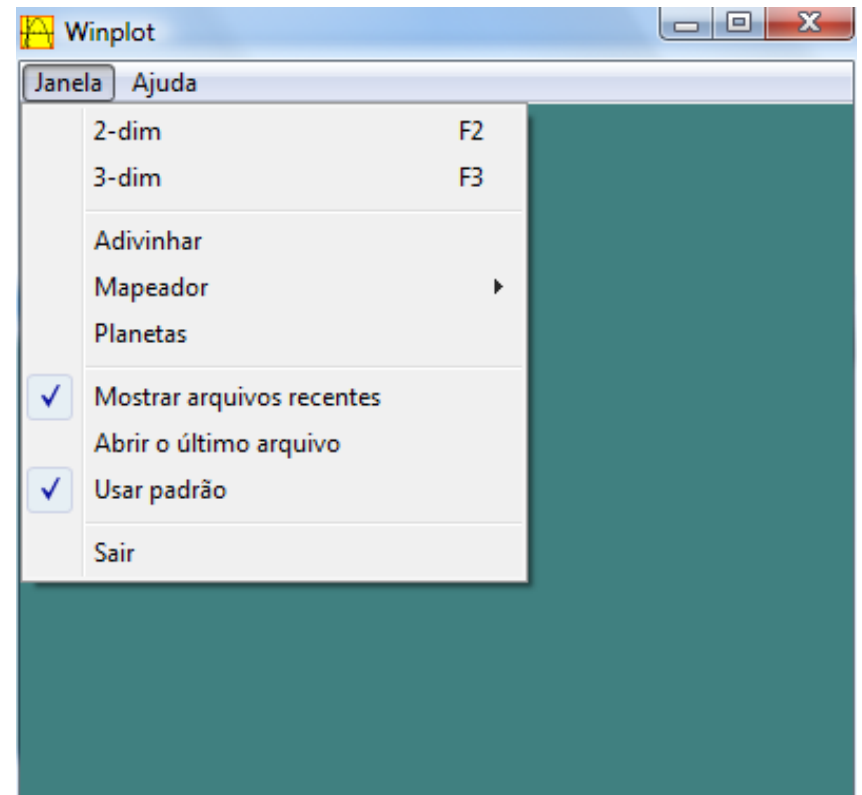 Winplot
Janela Ajuda
2-dim F2
3-dim F3
Adivinhar
Mapeador
Planetas
Mostrar arquivos recentes
Abrir o último arquivo
Usar padrão
Sair